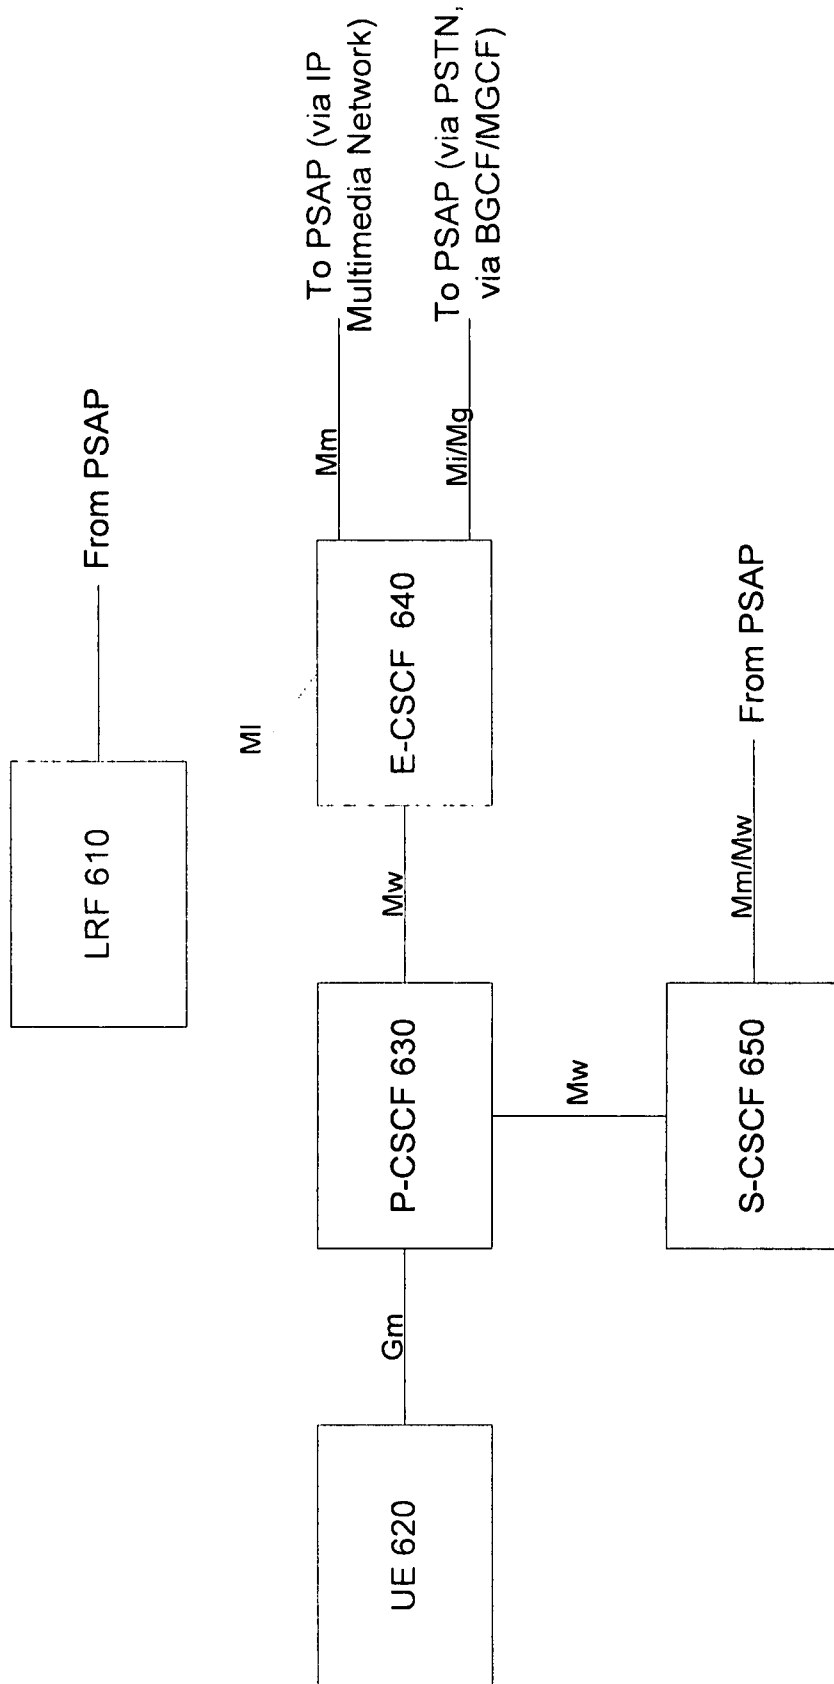 LRF 610
From PSAP
Ml
Mm
To PSAP (via IP
Multimedia Network)
UE 620
Gm
P-CSCF 630
Mw
E-CSCF 640
Mi/Mg
To PSAP (via PSTN,
via BGCF/MGCF)
Mw
S-CSCF 650
Mm/Mw
From PSAP